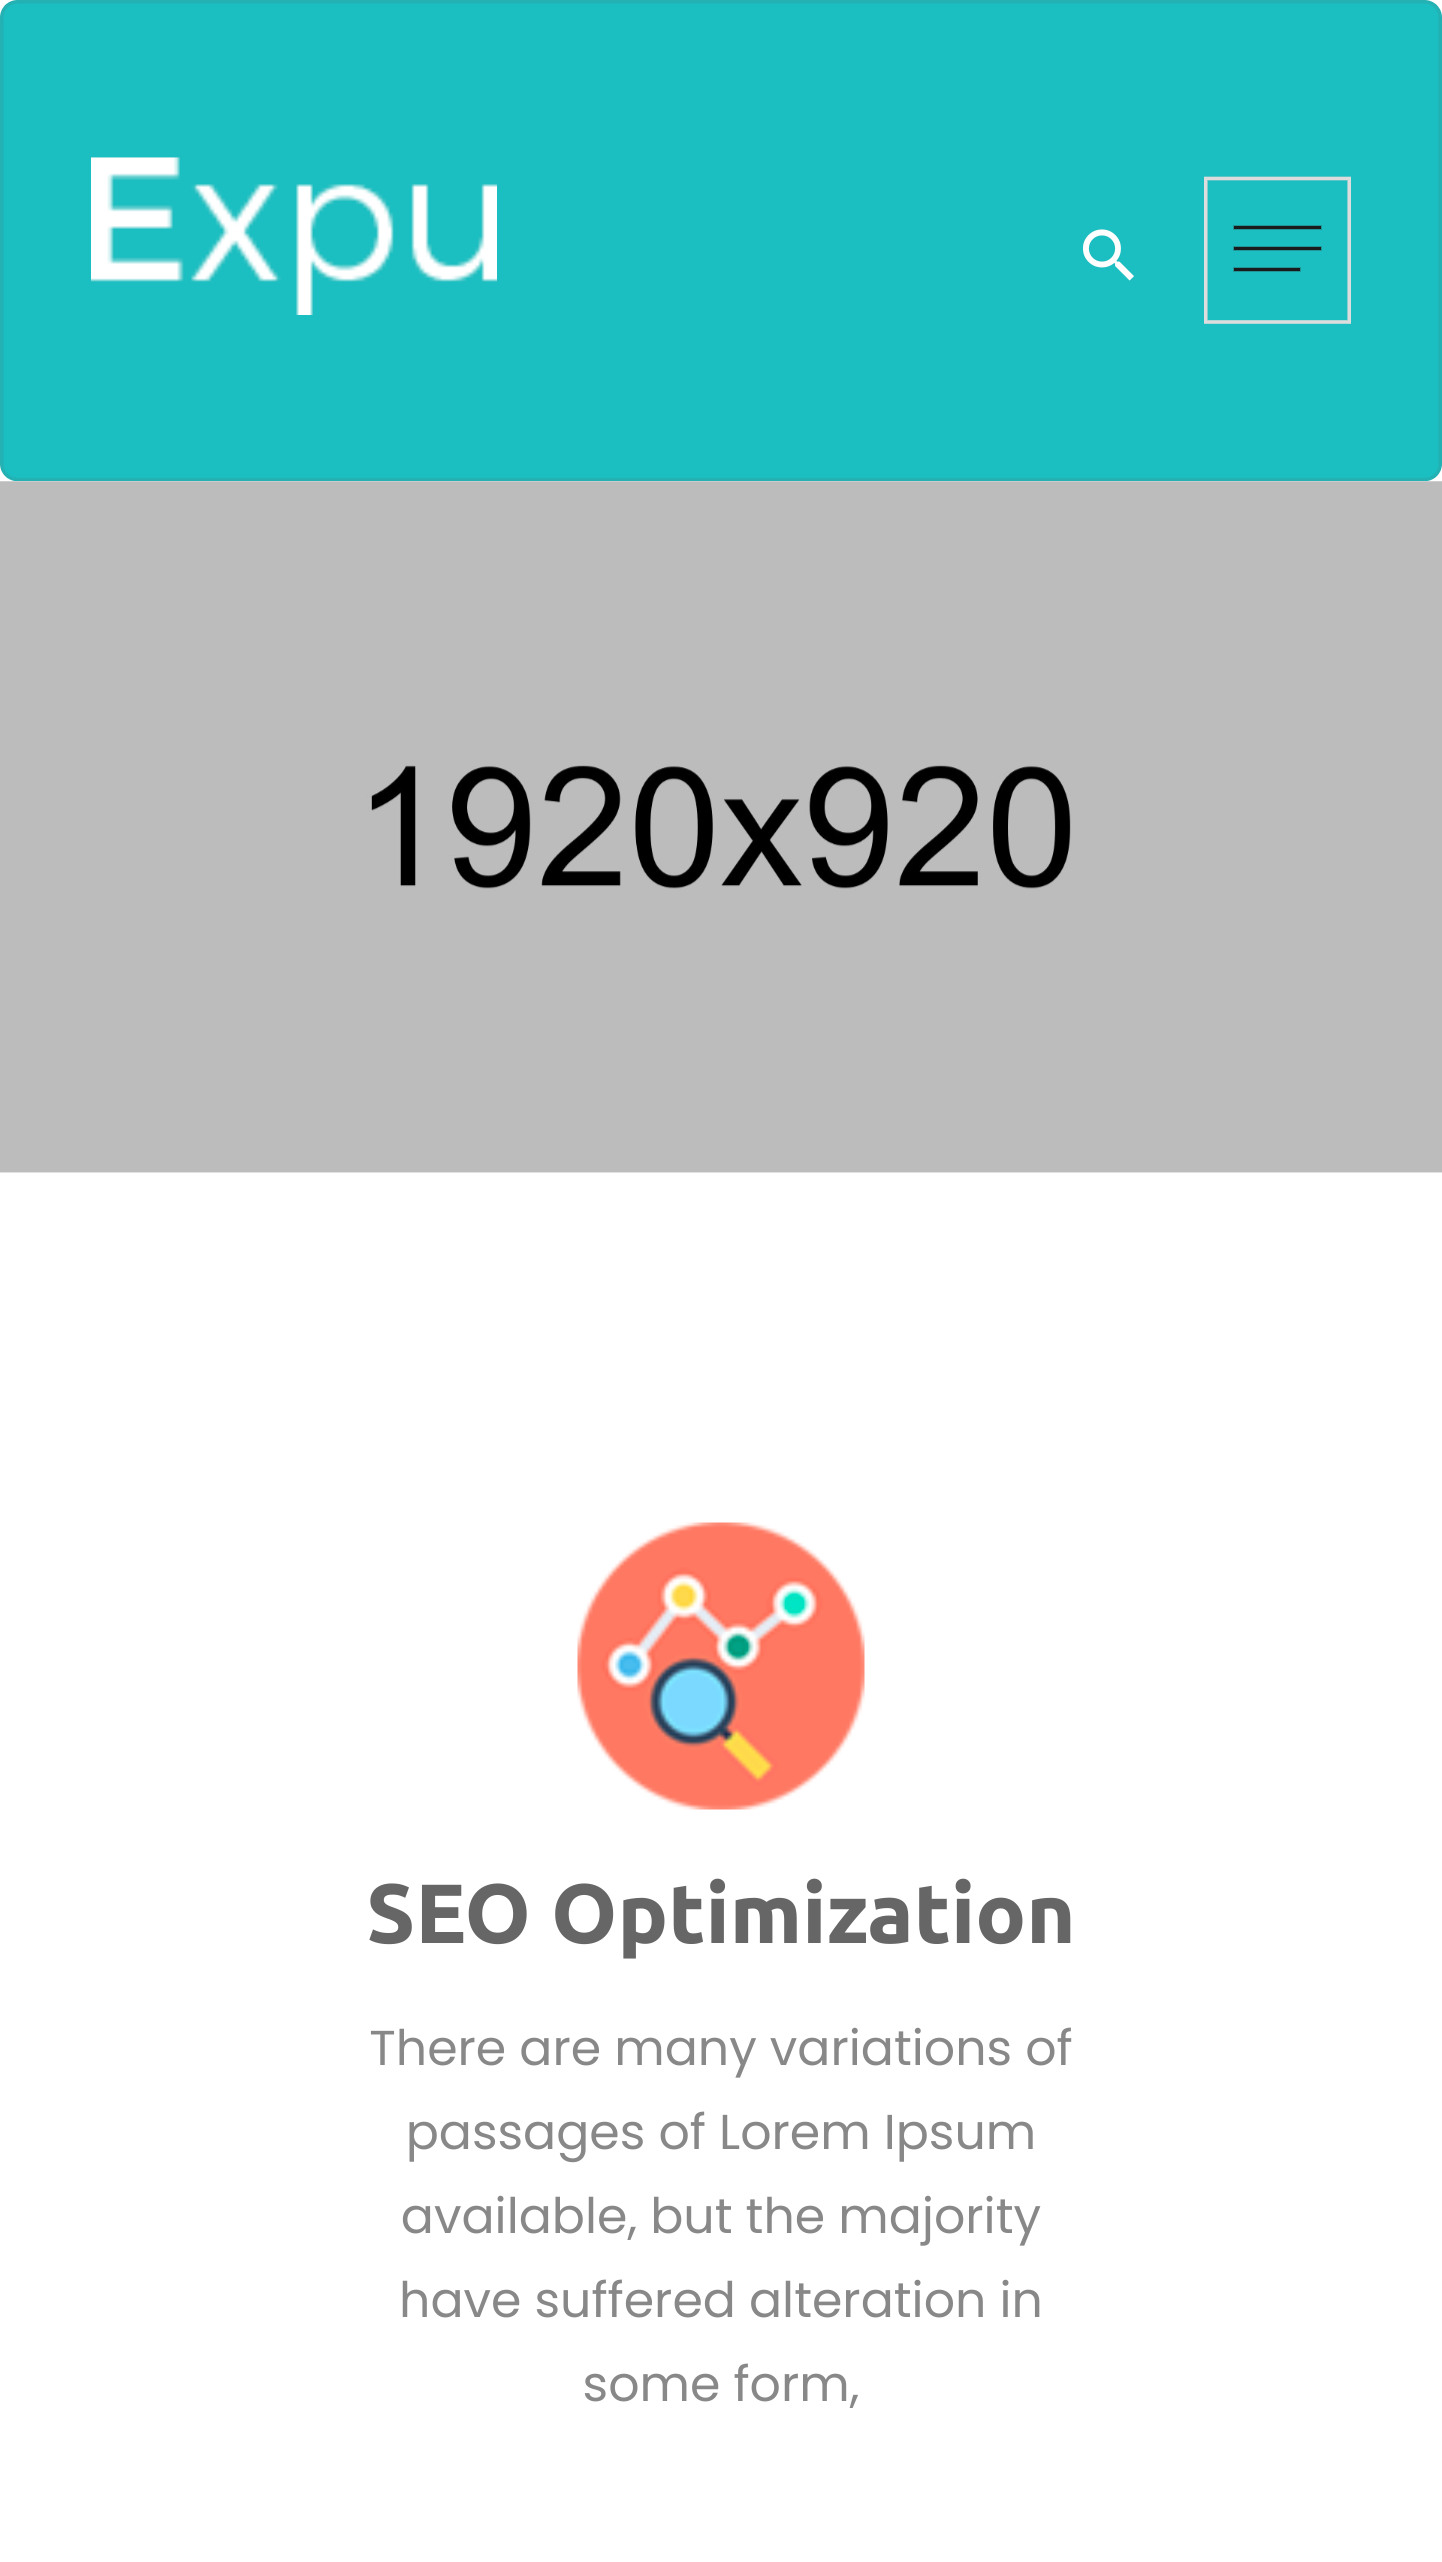 Expu
1920x920
SEO Optimization
There are many variations of
passages of Lorem Ipsum
available, but the majority
have suffered alteration in
some form,